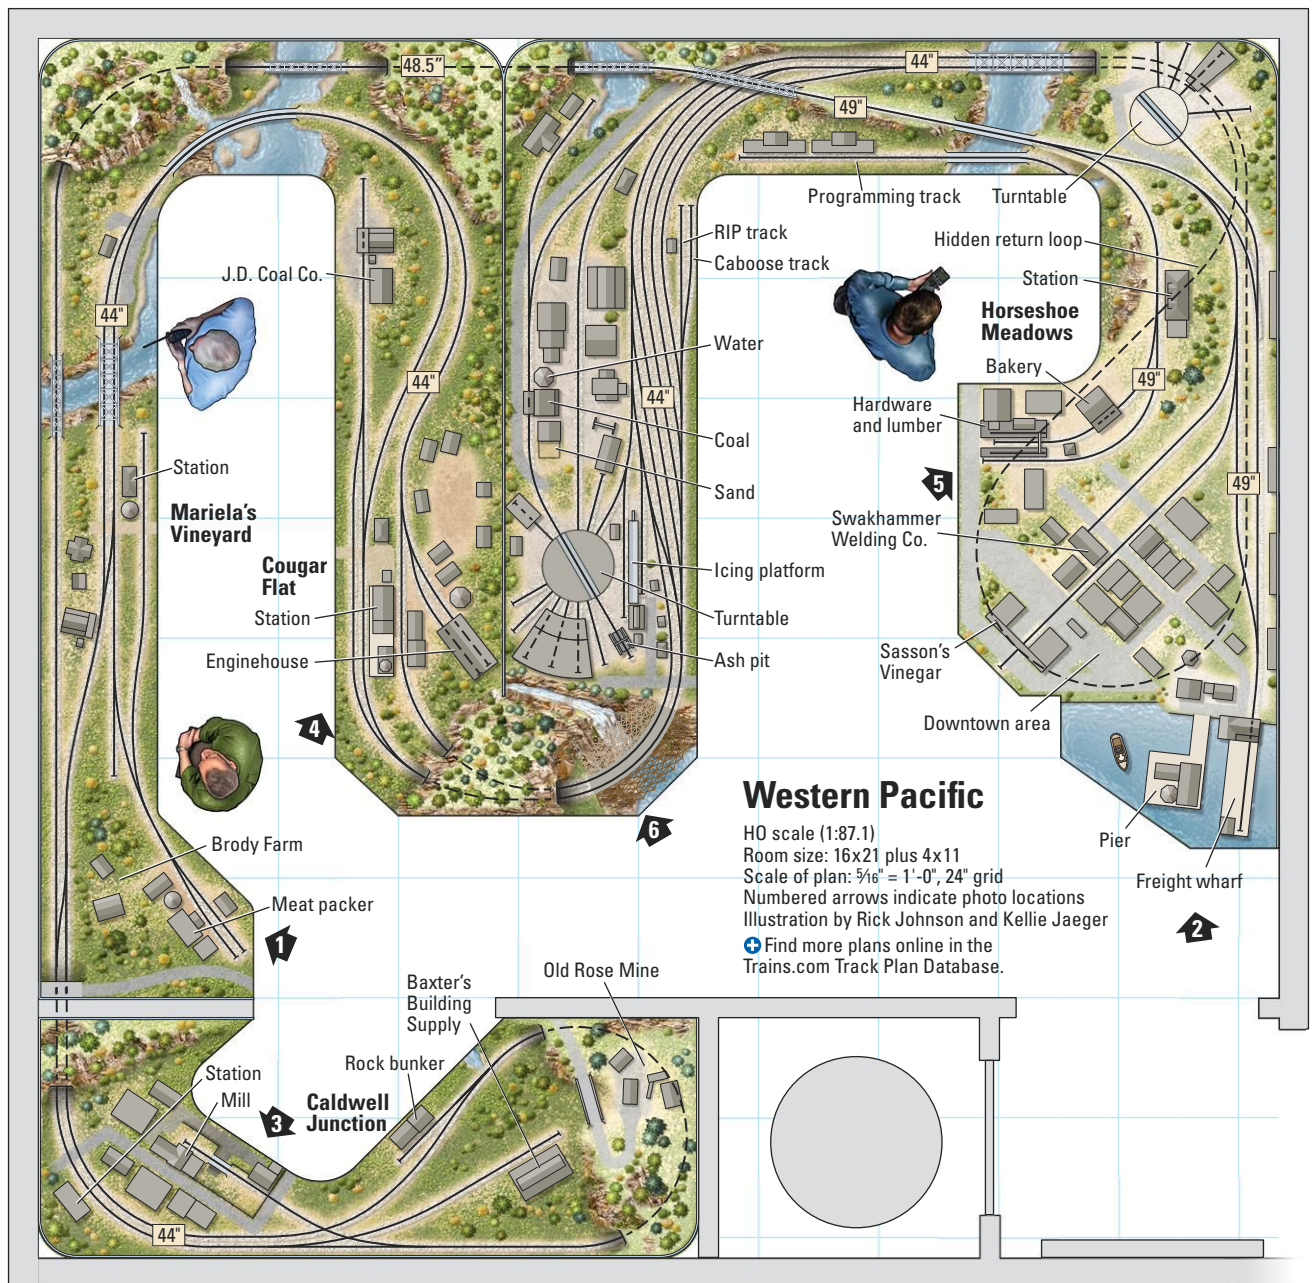 48.5"
44"
49"
Programming track
Turntable
RIP track
Caboose track
Hidden return loop
Station
J.D. Coal Co.
Horseshoe
Meadows
44"
Water
Bakery
49"
44"
44"
Hardware
and lumber
Coal
Station
Sand
5
49"
Mariela's
Vineyard
Swakhammer
Welding Co.
Cougar
Flat
Icing platform
Station
Turntable
Enginehouse
Ash pit
Sasson's
Vinegar
4
Downtown area
Western Pacific
6
HO scale (1:87.1)
Room size: 16x21 plus 4x11
Scale of plan: 5/16" = 1'-0", 24" grid
Numbered arrows indicate photo locations
Illustration by Rick Johnson and Kellie Jaeger
Find more plans online in the
Trains.com Track Plan Database.
Pier
Freight wharf
2
Brody Farm
Meat packer
1
Baxter's
Building
Supply
Old Rose Mine
Rock bunker
Station
Mill
3
Caldwell
Junction
44"